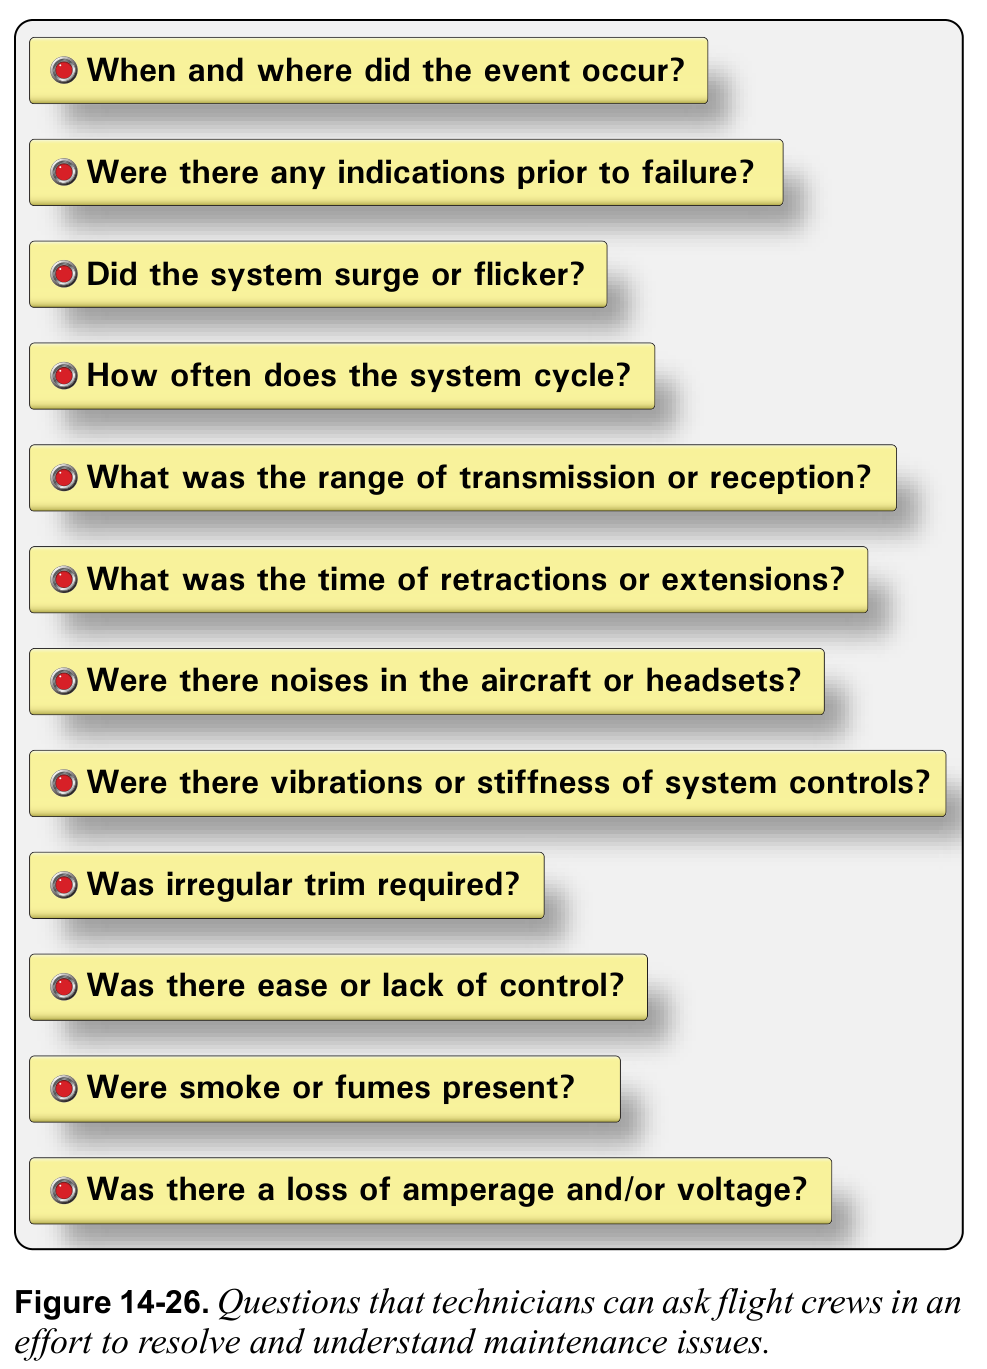 When and where did the event occur?
Were there any indications prior to failure?
Did the system surge or flicker?
How often does the system cycle?
What was the range of transmission or reception?
What was the time of retractions or extensions?
Were there noises in the aircraft or headsets?
Were there vibrations or stiffness of system controls?
Was irregular trim required?
Was there ease or lack of control?
Were smoke or fumes present?
Was there a loss of amperage and/or voltage?
Figure 14-26. Questions that technicians can ask flight crews in an
effort to resolve and understand maintenance issues.